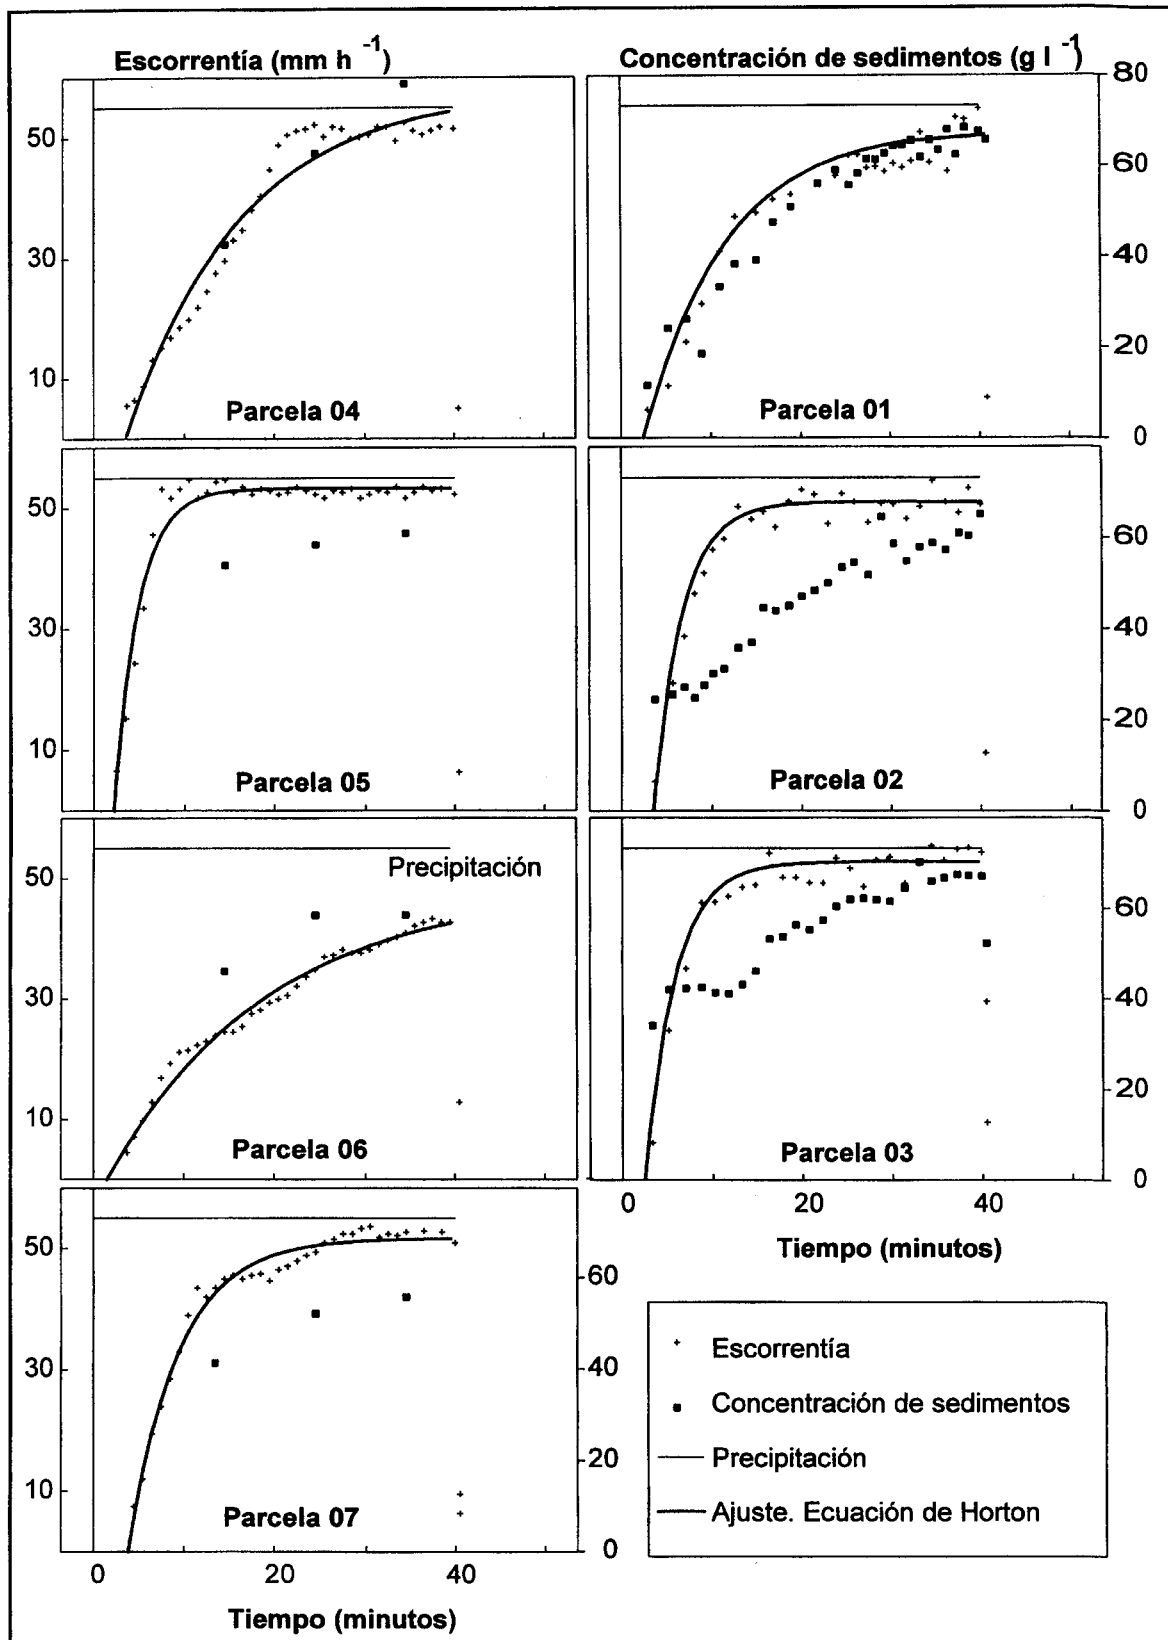 Escorrentía (mm h -1)
Concentración de sedimentos (g l -1)
50
30
10
Parcela 04
80
60
40
20
0
Parcela 01
50
30
10
Parcela 05
60
40
20
0
Parcela 02
50
30
10
Precipitación
Parcela 06
60
40
20
0
Parcela 03
0 20 40
Tiempo (minutos)
50
30
10
Parcela 07
60
40
20
0
0 20 40
Tiempo (minutos)
Escorrentía
Concentración de sedimentos
Precipitación
Ajuste. Ecuación de Horton